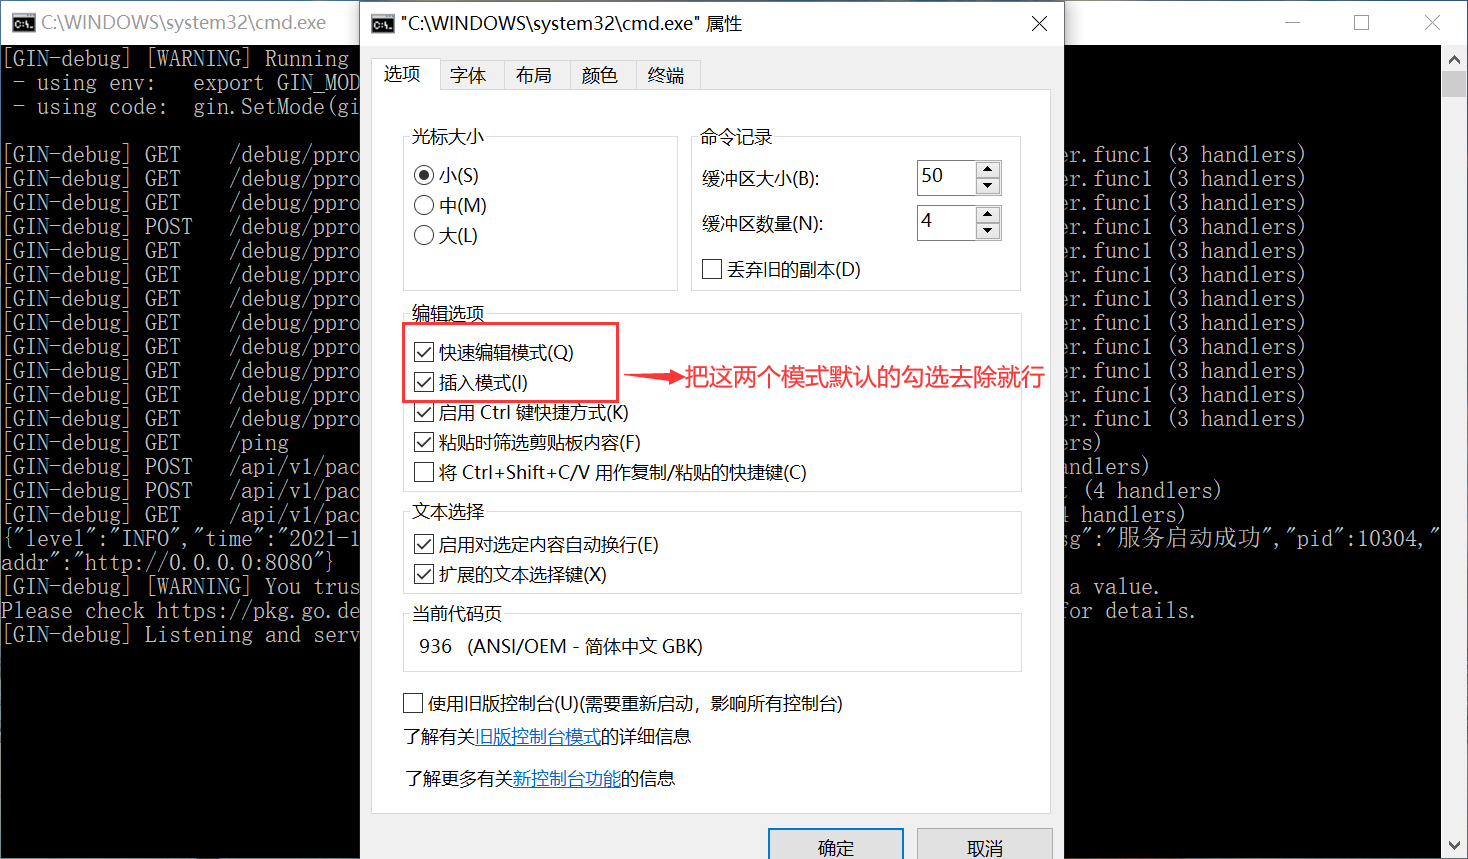 C:\WINDOWS\system32\cmd.exe
"C:\WINDOWS\system32\cmd.exe" 属性
选项 字体 布局 颜色 终端
光标大小
小(S)
中(M)
大(L)
命令记录
缓冲区大小(B): 50
缓冲区数量(N): 4
丢弃旧的副本(D)
编辑选项
快速编辑模式(Q)
插入模式(I)
把这两个模式默认的勾选去除就行
启用 Ctrl 键快捷方式(K)
粘贴时筛选剪贴板内容(F)
将 Ctrl+Shift+C/V 用作复制/粘贴的快捷键(C)
文本选择
启用对选定内容自动换行(E)
扩展的文本选择键(X)
当前代码页
936 (ANSI/OEM - 简体中文 GBK)
使用旧版控制台(U)(需要重新启动，影响所有控制台)
了解有关旧版控制台模式的详细信息
了解更多有关新控制台功能的信息
确定 取消
[GIN-debug] [WARNING] Running
- using env: export GIN_MOD
- using code: gin.SetMode(gi
[GIN-debug] GET /debug/ppro er.func1 (3 handlers)
[GIN-debug] GET /debug/ppro er.func1 (3 handlers)
[GIN-debug] GET /debug/ppro er.func1 (3 handlers)
[GIN-debug] POST /debug/ppro er.func1 (3 handlers)
[GIN-debug] GET /debug/ppro er.func1 (3 handlers)
[GIN-debug] GET /debug/ppro er.func1 (3 handlers)
[GIN-debug] GET /debug/ppro er.func1 (3 handlers)
[GIN-debug] GET /debug/ppro er.func1 (3 handlers)
[GIN-debug] GET /debug/ppro er.func1 (3 handlers)
[GIN-debug] GET /debug/ppro er.func1 (3 handlers)
[GIN-debug] GET /debug/ppro er.func1 (3 handlers)
[GIN-debug] GET /debug/ppro er.func1 (3 handlers)
[GIN-debug] GET /ping ers)
[GIN-debug] POST /api/v1/pac andlers)
[GIN-debug] POST /api/v1/pac t (4 handlers)
[GIN-debug] GET /api/v1/pac 4 handlers)
{"level":"INFO","time":"2021-1 sg":"服务启动成功","pid":10304,"
addr":"http://0.0.0.0:8080"}
[GIN-debug] [WARNING] You trus a value.
Please check https://pkg.go.de for details.
[GIN-debug] Listening and serv